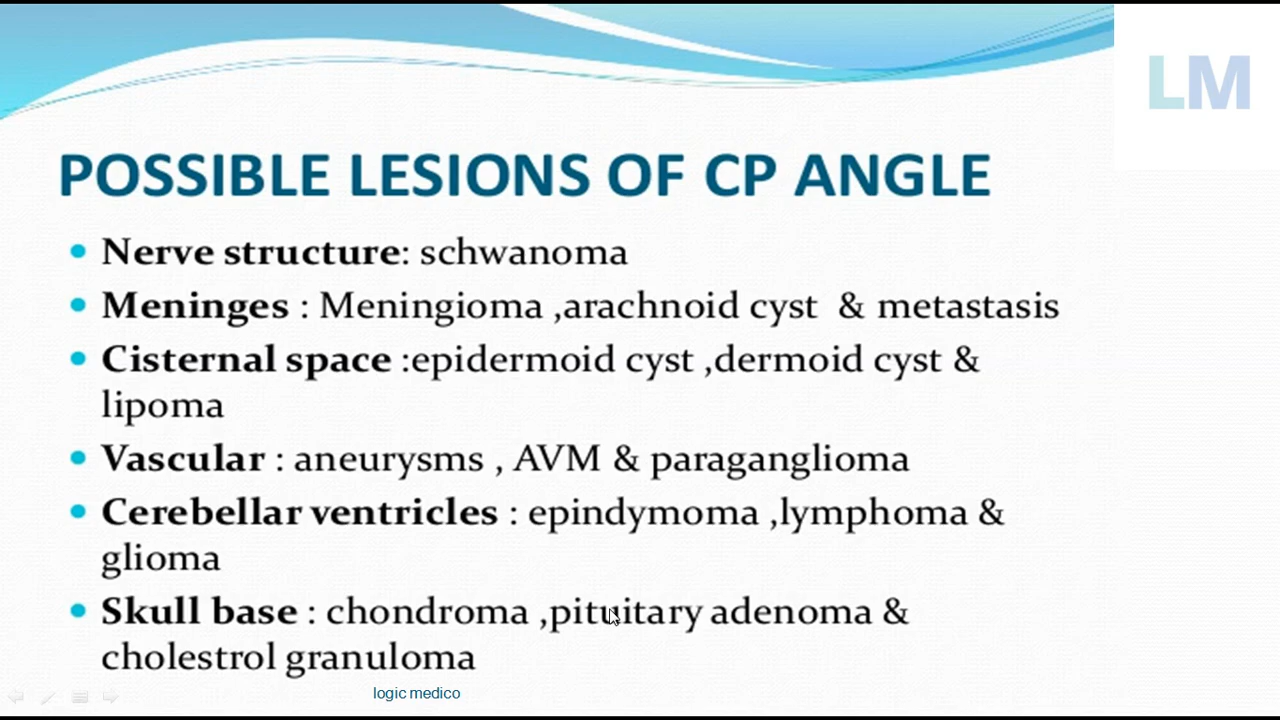 LM
POSSIBLE LESIONS OF CP ANGLE
• Nerve structure: schwanoma
• Meninges : Meningioma ,arachnoid cyst & metastasis
• Cisternal space :epidermoid cyst ,dermoid cyst &
lipoma
• Vascular : aneurysms , AVM & paraganglioma
• Cerebellar ventricles : epindymoma ,lymphoma &
glioma
• Skull base : chondroma ,pituitary adenoma &
cholestrol granuloma
logic medico